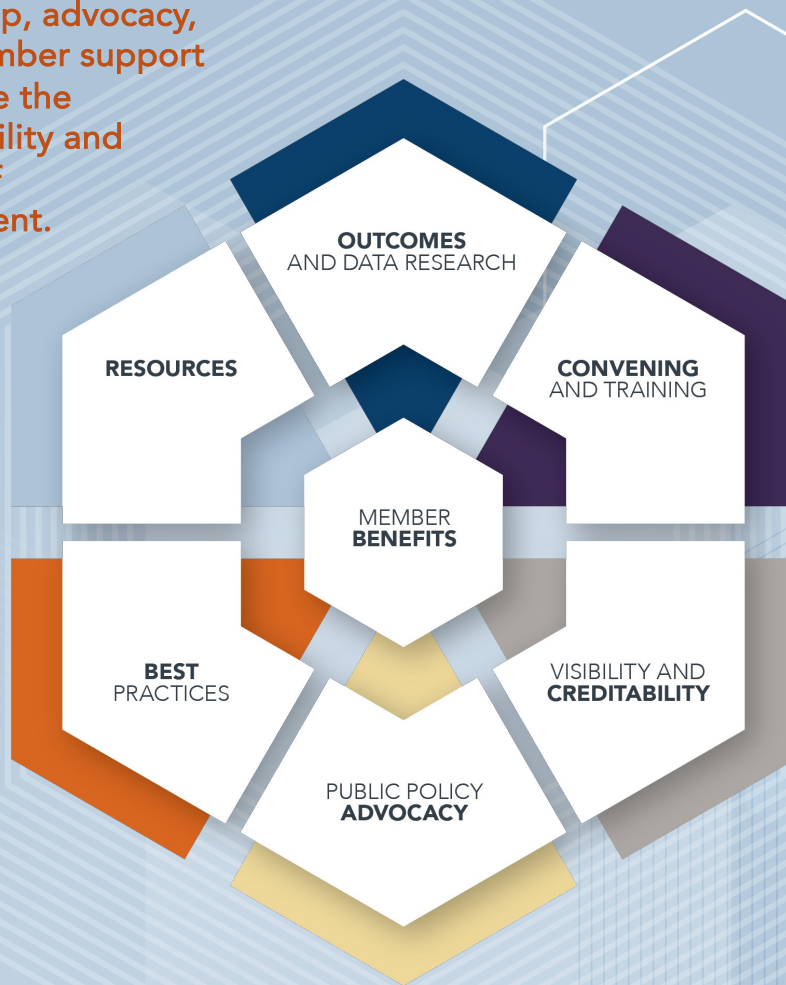 p, advocacy,
mber support
e the
ility and
ent.
OUTCOMES
AND DATA RESEARCH
RESOURCES
CONVENING
AND TRAINING
MEMBER
BENEFITS
BEST
PRACTICES
VISIBILITY AND
CREDITABILITY
PUBLIC POLICY
ADVOCACY